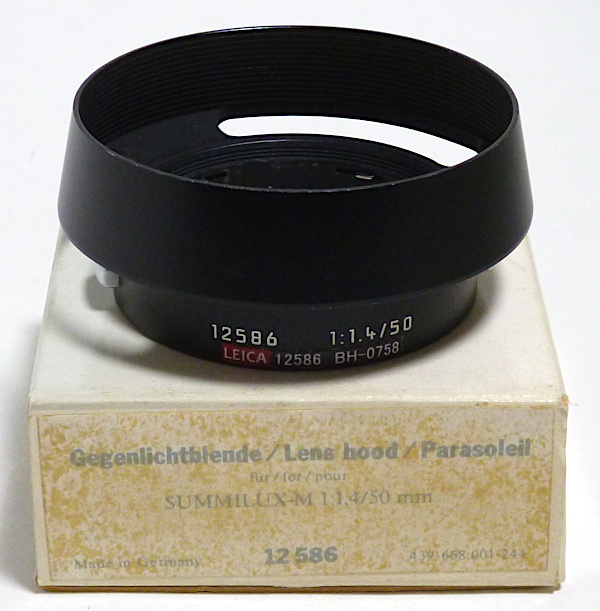 12586 1:1.4/50
LEICA 12586 BH-0758
Gegenlichtblende/Lens hood/Parasoleil
für/for/pour
SUMMILUX-M 1:1,4/50 mm
Made in Germany 12 586 439-668.001-244